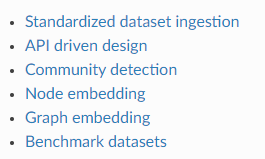 Standardized dataset ingestion
API driven design
Community detection
Node embedding
Graph embedding
Benchmark datasets